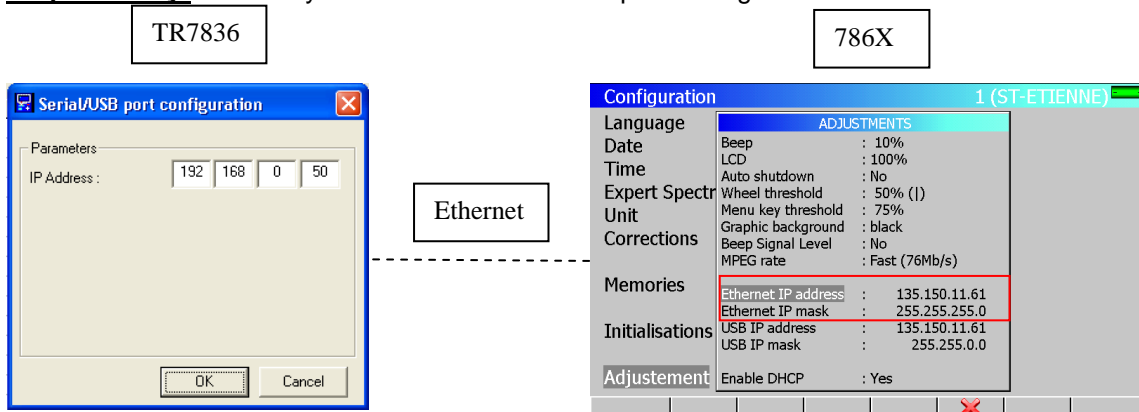 TR7836
786X
Serial/USB port configuration
Parameters
IP Address : 192 168 0 50
OK Cancel
Ethernet
Configuration 1 (ST-ETIENNE)
Language
Date
Time
Expert Spectr
Unit
Corrections
Memories
Initialisations
Adjustement
ADJUSTMENTS
Beep : 10%
LCD : 100%
Auto shutdown : No
Wheel threshold : 50% (|)
Menu key threshold : 75%
Graphic background : black
Beep Signal Level : No
MPEG rate : Fast (76Mb/s)
Ethernet IP address : 135.150.11.61
Ethernet IP mask : 255.255.255.0
USB IP address : 135.150.11.61
USB IP mask : 255.255.0.0
Enable DHCP : Yes